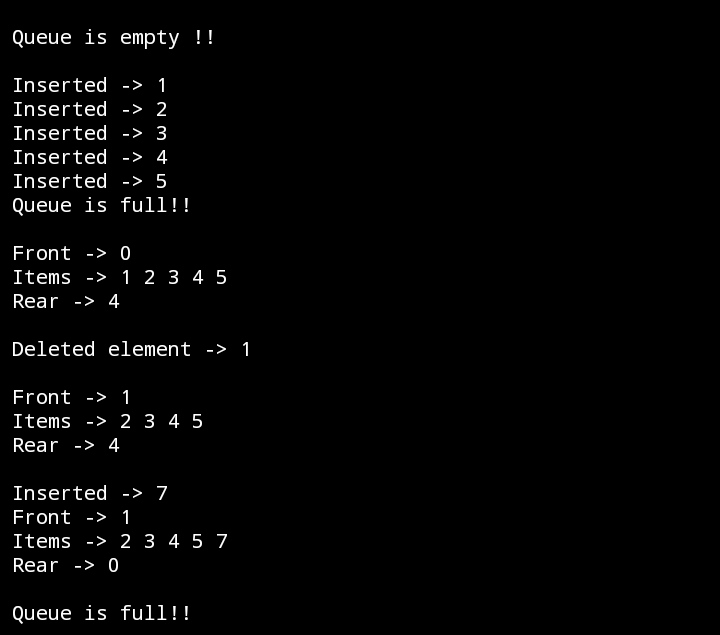 Queue is empty !!
Inserted -> 1
Inserted -> 2
Inserted -> 3
Inserted -> 4
Inserted -> 5
Queue is full!!
Front -> 0
Items -> 1 2 3 4 5
Rear -> 4
Deleted element -> 1
Front -> 1
Items -> 2 3 4 5
Rear -> 4
Inserted -> 7
Front -> 1
Items -> 2 3 4 5 7
Rear -> 0
Queue is full!!